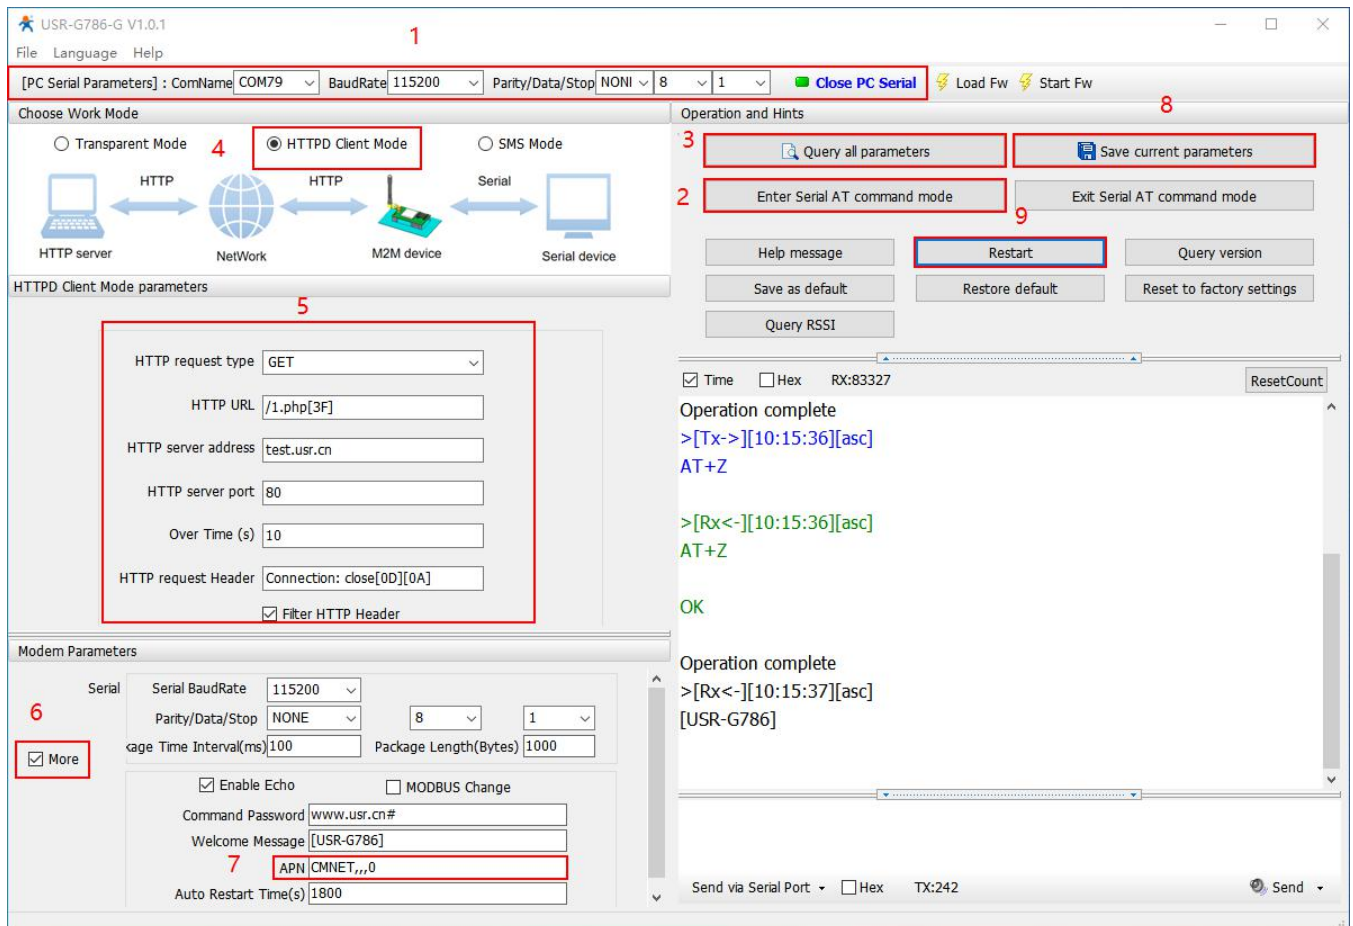 USR-G786-G V1.0.1
File Language Help
1
[PC Serial Parameters] : ComName COM79 BaudRate 115200 Parity/Data/Stop NONI 8 1 Close PC Serial Load Fw Start Fw
Choose Work Mode
Transparent Mode 4 HTTPD Client Mode SMS Mode
HTTP HTTP Serial
HTTP server NetWork M2M device Serial device
HTTPD Client Mode parameters
5
HTTP request type GET
HTTP URL /1.php[3F]
HTTP server address test.usr.cn
HTTP server port 80
Over Time (s) 10
HTTP request Header Connection: close[0D][0A]
Filter HTTP Header
Modem Parameters
Serial Serial BaudRate 115200
6 Parity/Data/Stop NONE 8 1
kage Time Interval(ms) 100 Package Length(Bytes) 1000
More
Enable Echo MODBUS Change
Command Password www.usr.cn#
Welcome Message [USR-G786]
7 APN CMNET,,,0
Auto Restart Time(s) 1800
Operation and Hints
8
3 Query all parameters Save current parameters
2 Enter Serial AT command mode Exit Serial AT command mode
9
Help message Restart Query version
Save as default Restore default Reset to factory settings
Query RSSI
Time Hex RX:83327 ResetCount
Operation complete
>[Tx->][10:15:36][asc]
AT+Z
>[Rx<-][10:15:36][asc]
AT+Z
OK
Operation complete
>[Rx<-][10:15:37][asc]
[USR-G786]
Send via Serial Port Hex TX:242 Send